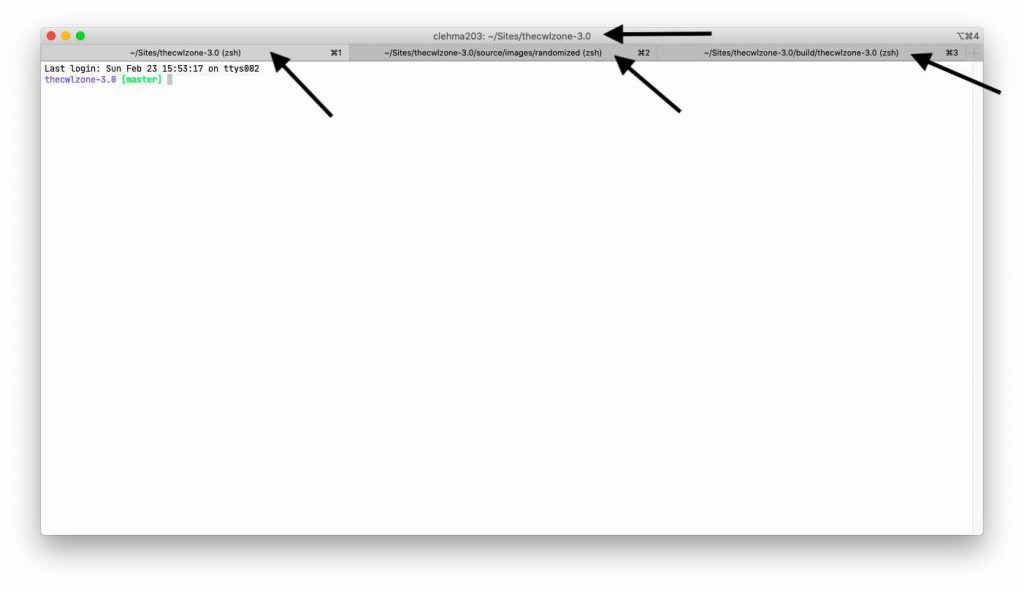 clehma203: ~/Sites/thecwlzone-3.0 ⌥⌘4
~/Sites/thecwlzone-3.0 (zsh) ⌘1 ~/Sites/thecwlzone-3.0/source/images/randomized (zsh) ⌘2 ~/Sites/thecwlzone-3.0/build/thecwlzone-3.0 (zsh) ⌘3 +
Last login: Sun Feb 23 15:53:17 on ttys002
thecwlzone-3.0 [master]